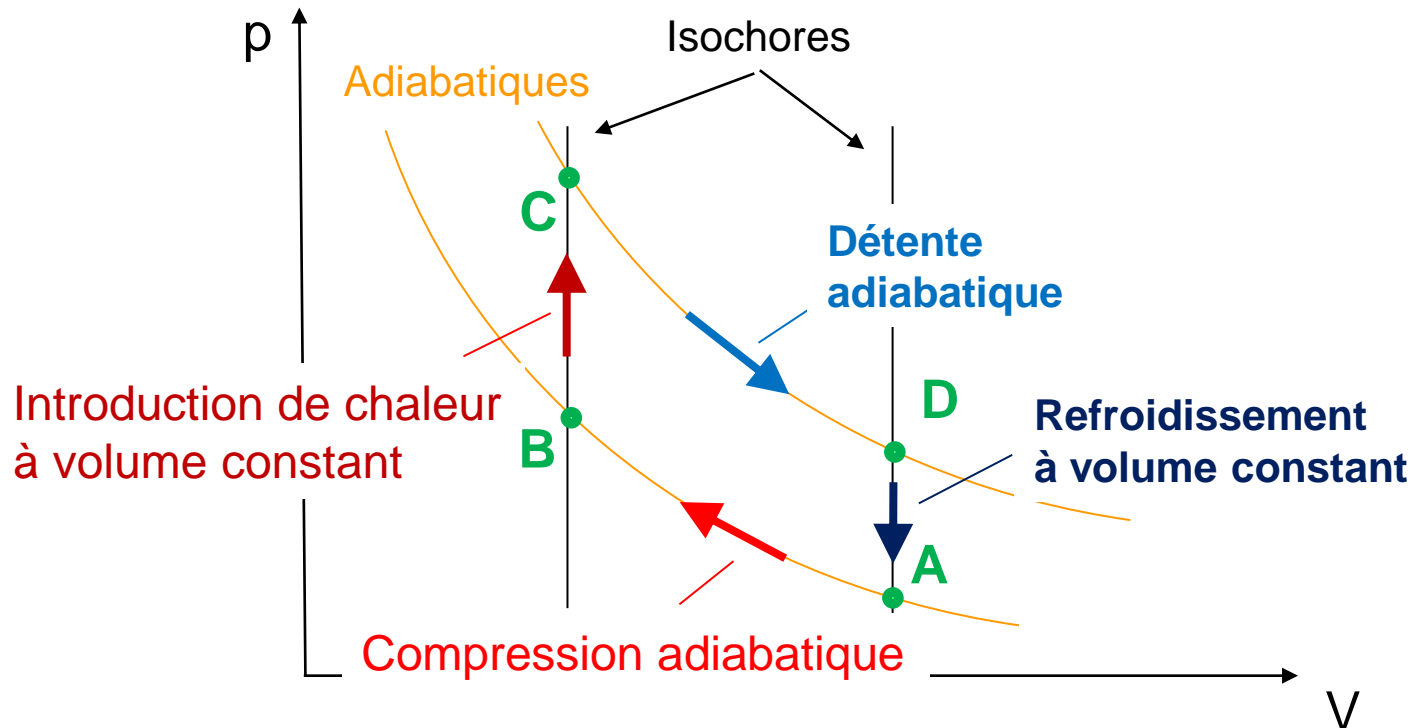 p
Isochores
Adiabatiques
C
Détente
adiabatique
Introduction de chaleur
à volume constant
B
D
Refroidissement
à volume constant
A
Compression adiabatique
V